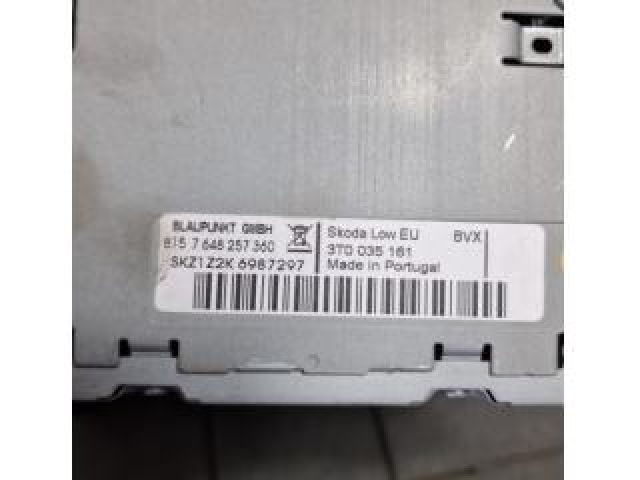 BLAUPUNKT GMBH
815 7 648 257 360
SKZ1Z2K 6987297
Skoda Low EU BVX
3T0 035 161
Made in Portugal